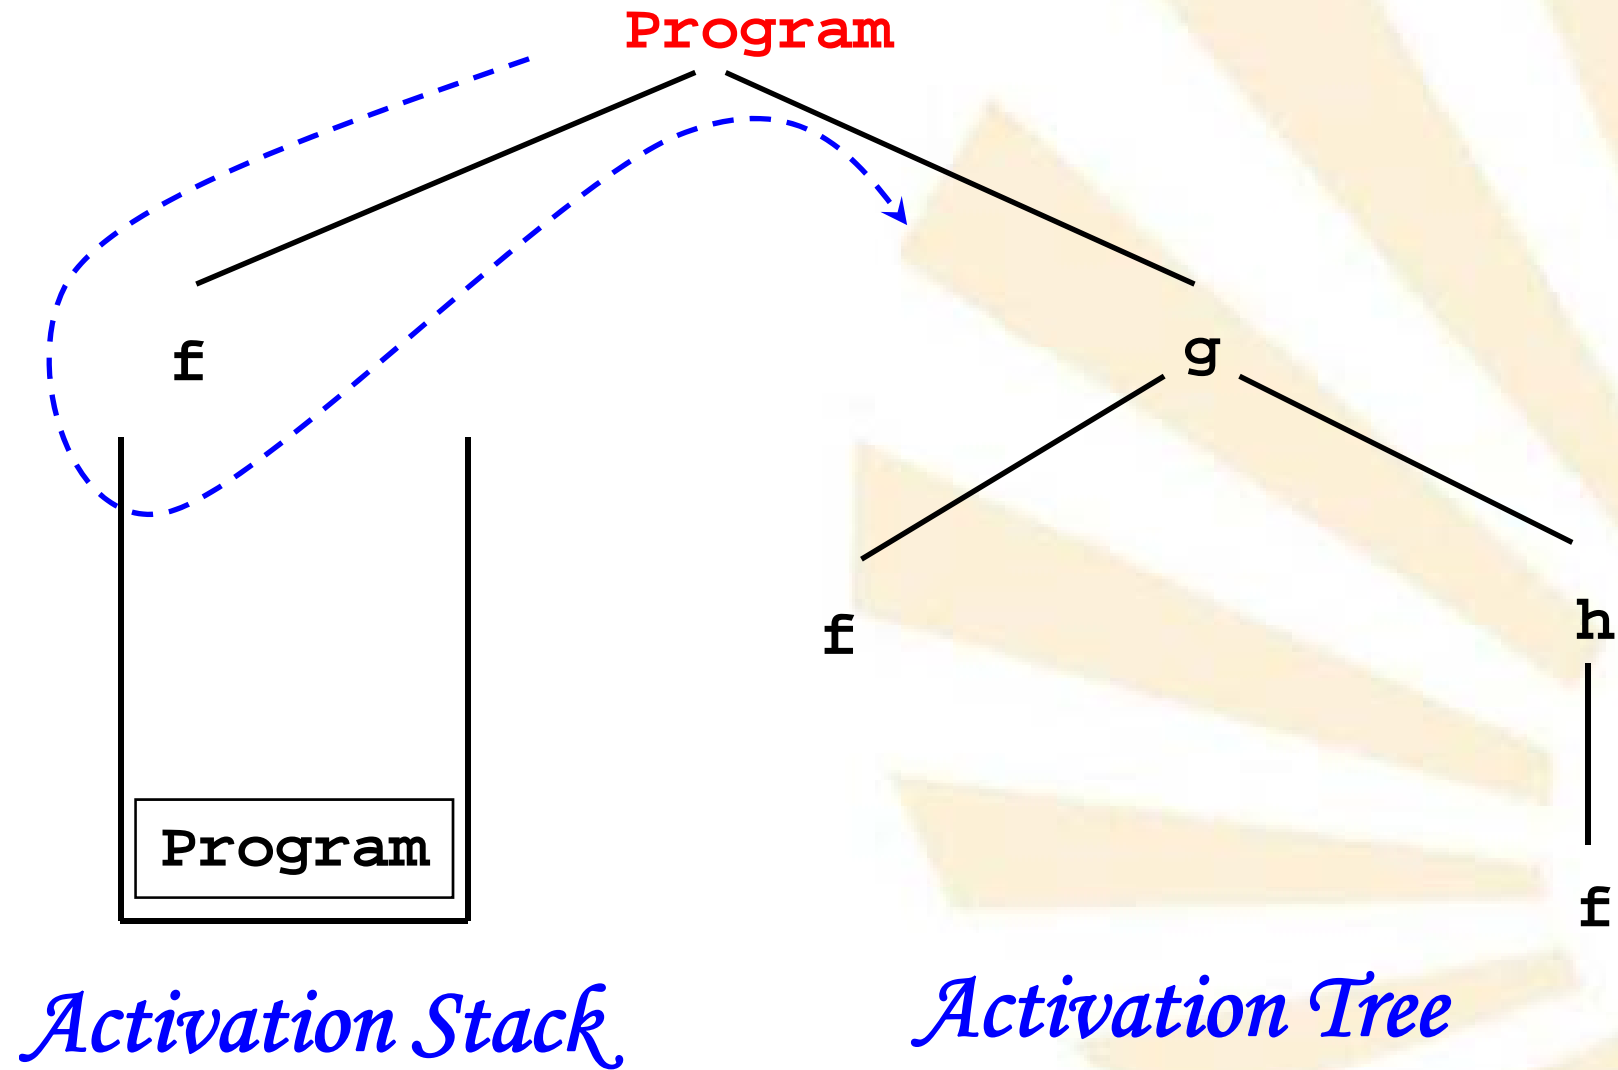 Program
f
g
f
h
Program
f
Activation Stack
Activation Tree